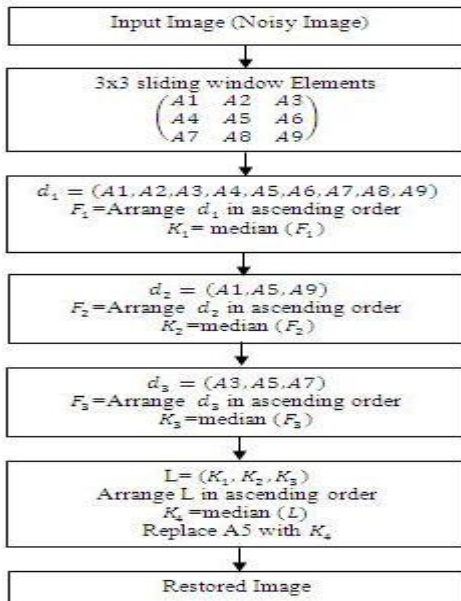 Input Image (Noisy Image)
3x3 sliding window Elements
A1 A2 A3
A4 A5 A6
A7 A8 A9
d₁ = (A1,A2,A3,A4,A5,A6,A7,A8,A9)
F₁=Arrange d₁ in ascending order
K₁= median (F₁)
d₂ = (A1,A5,A9)
F₂=Arrange d₂ in ascending order
K₂=median (F₂)
d₃ = (A3,A5,A7)
F₃=Arrange d₃ in ascending order
K₃=median (F₃)
L= (K₁,K₂,K₃)
Arrange L in ascending order
K₄=median (L)
Replace A5 with K₄
Restored Image